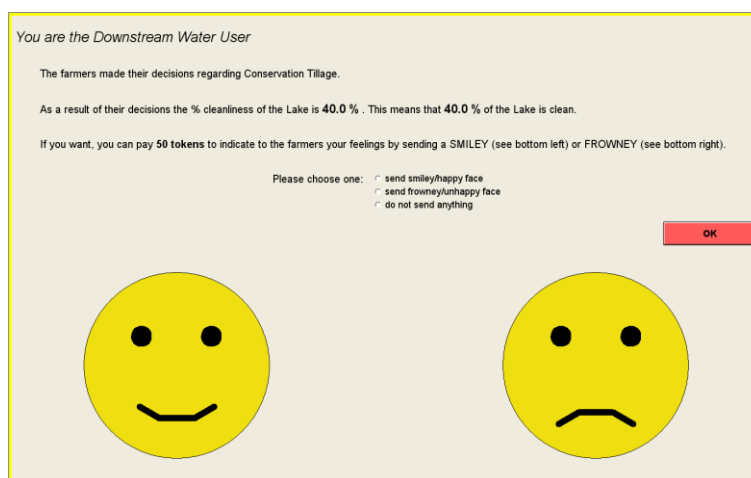 You are the Downstream Water User
The farmers made their decisions regarding Conservation Tillage.
As a result of their decisions the % cleanliness of the Lake is 40.0 % . This means that 40.0 % of the Lake is clean.
If you want, you can pay 50 tokens to indicate to the farmers your feelings by sending a SMILEY (see bottom left) or FROWNEY (see bottom right).
Please choose one: send smiley/happy face
send frowney/unhappy face
do not send anything
OK